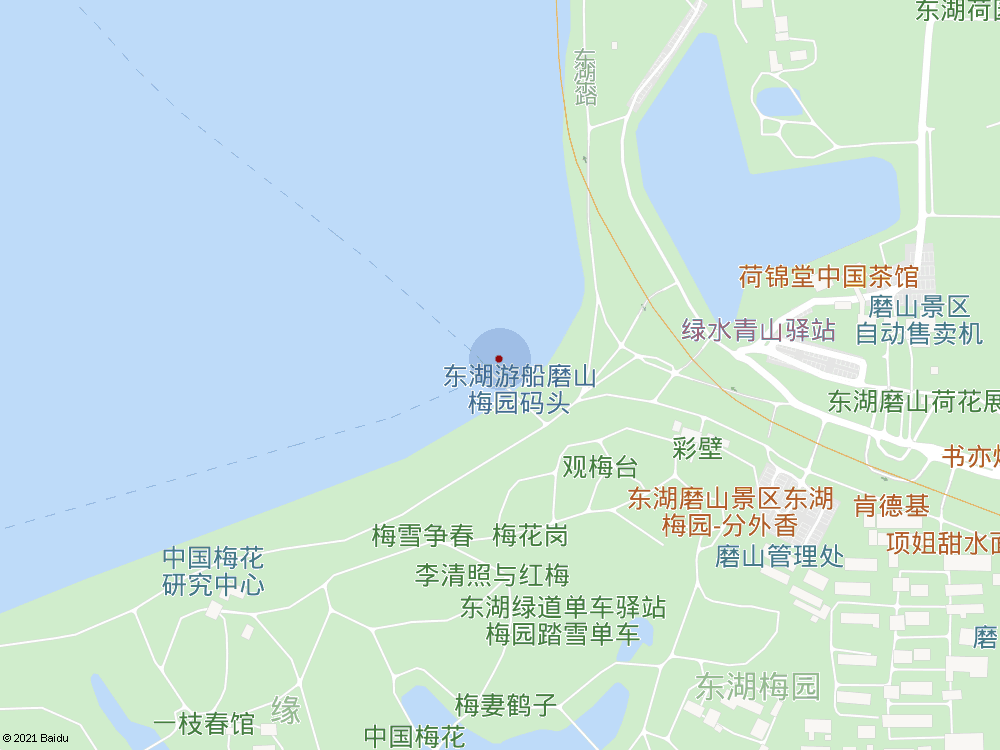 东湖荷园
东湖路
荷锦堂中国茶馆
磨山景区
自动售卖机
绿水青山驿站
东湖游船磨山
梅园码头
东湖磨山荷花展
书亦烧
彩壁
观梅台
东湖磨山景区东湖
梅园-分外香
肯德基
梅雪争春
梅花岗
项姐甜水面
磨山管理处
中国梅花
研究中心
李清照与红梅
东湖绿道单车驿站
梅园踏雪单车
磨
东湖梅园
梅妻鹤子
缘
一枝春馆
中国梅花
© 2021 Baidu